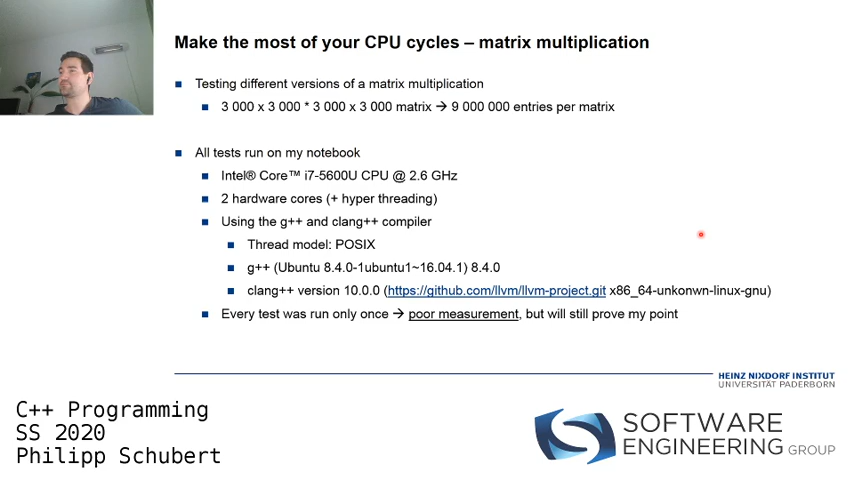 Make the most of your CPU cycles – matrix multiplication
Testing different versions of a matrix multiplication
3 000 x 3 000 * 3 000 x 3 000 matrix → 9 000 000 entries per matrix
All tests run on my notebook
Intel® Core™ i7-5600U CPU @ 2.6 GHz
2 hardware cores (+ hyper threading)
Using the g++ and clang++ compiler
Thread model: POSIX
g++ (Ubuntu 8.4.0-1ubuntu1~16.04.1) 8.4.0
clang++ version 10.0.0 (https://github.com/llvm/llvm-project.git x86_64-unkonwn-linux-gnu)
Every test was run only once → poor measurement, but will still prove my point
HEINZ NIXDORF INSTITUT
UNIVERSITÄT PADERBORN
C++ Programming
SS 2020
Philipp Schubert
SOFTWARE
ENGINEERING GROUP